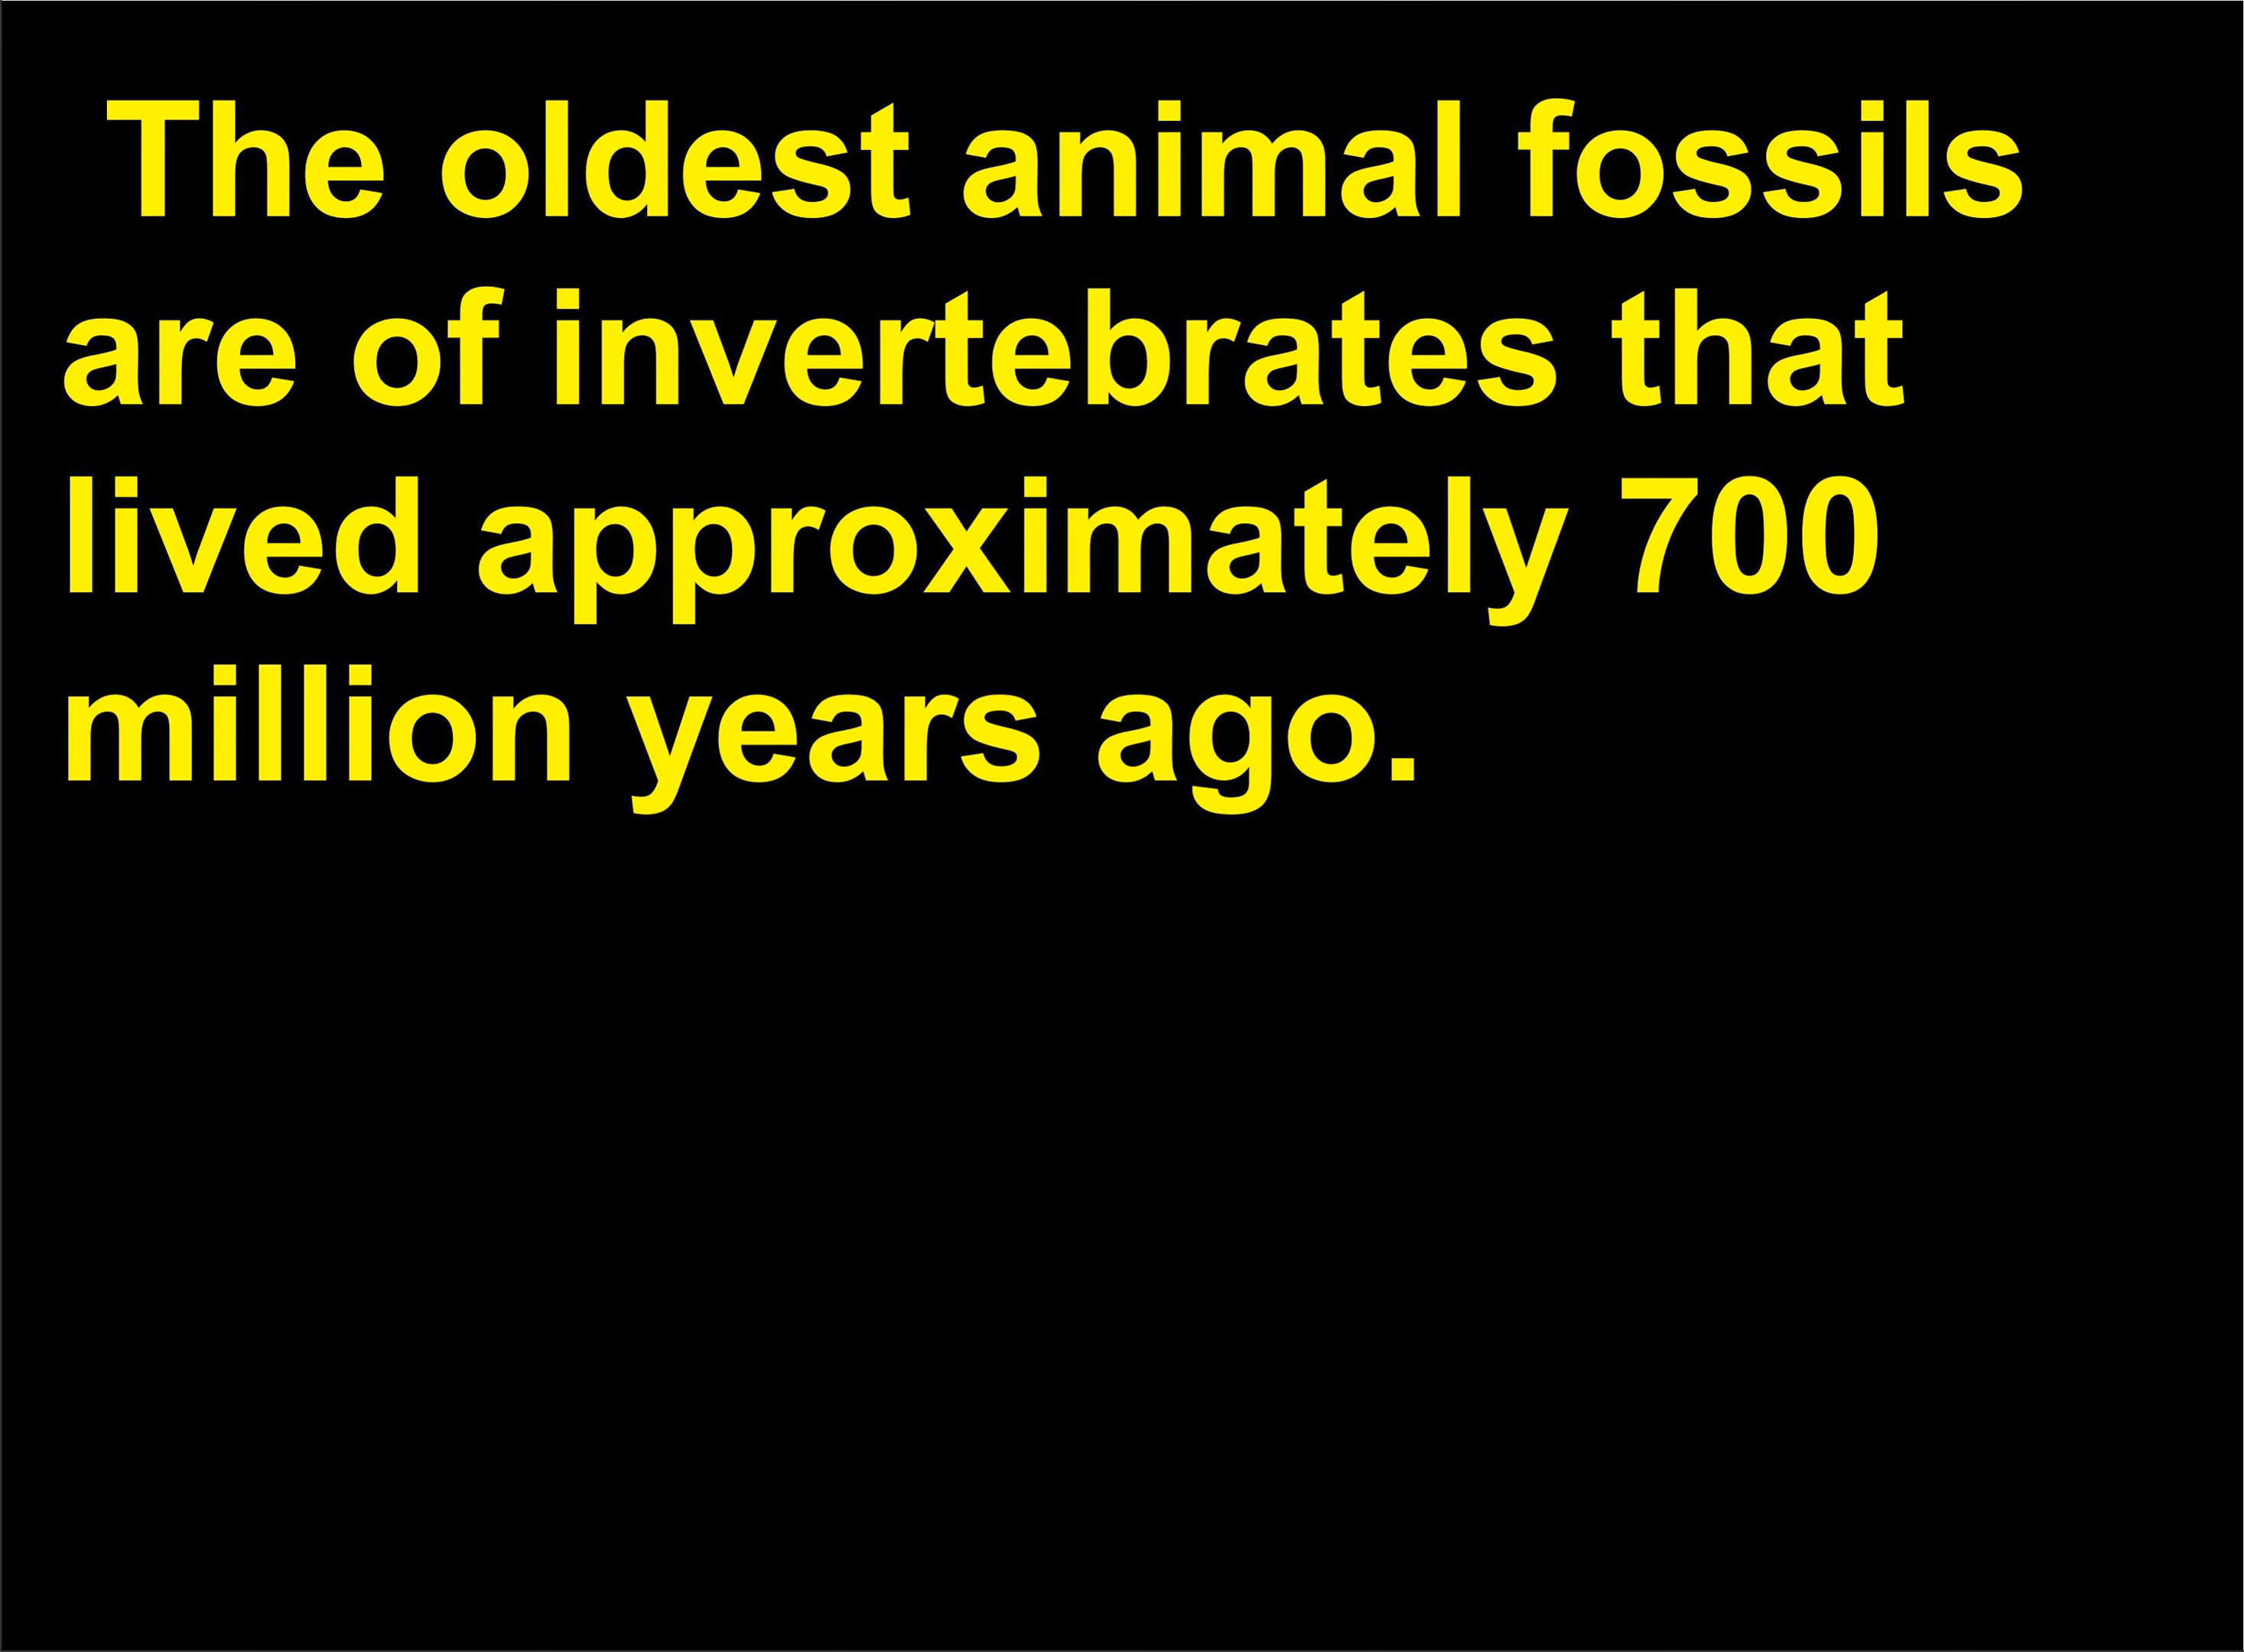 The oldest animal fossils
are of invertebrates that
lived approximately 700
million years ago.